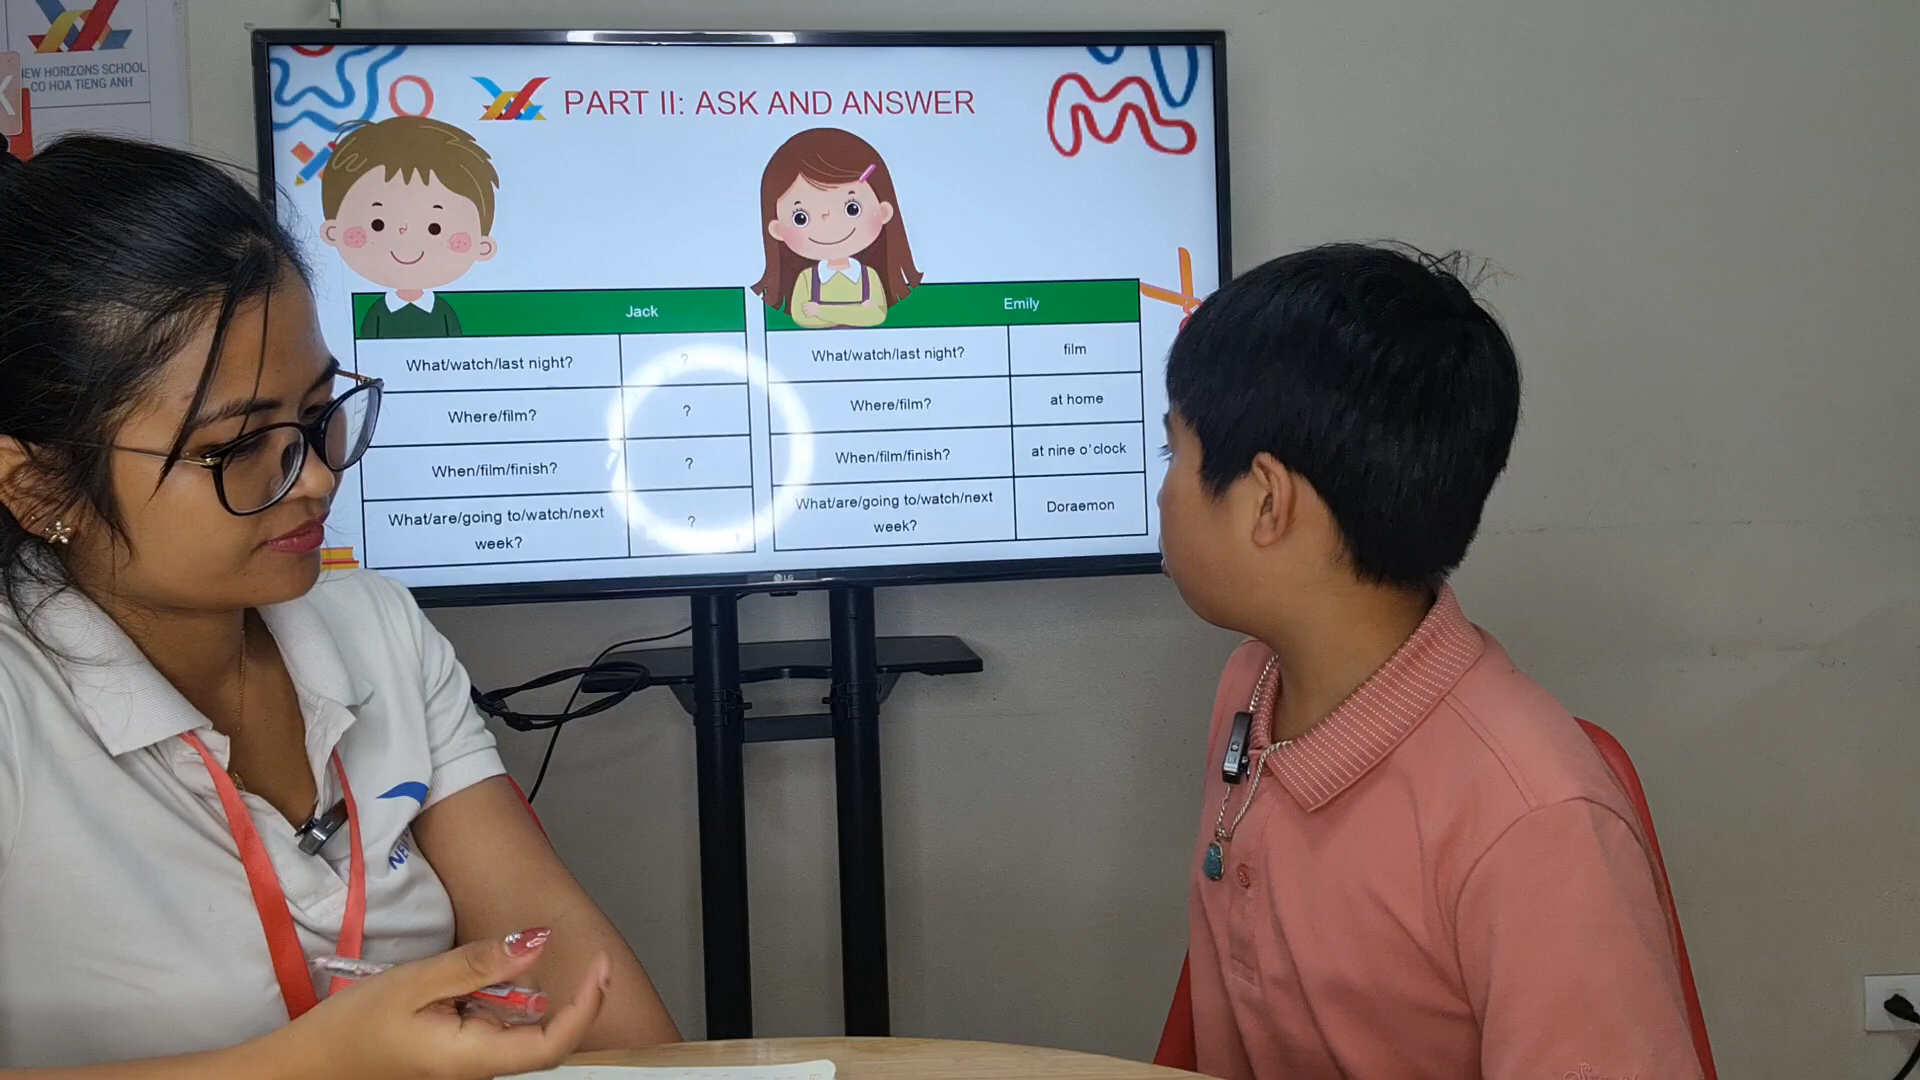 NEW HORIZONS SCHOOL
CO HOA TIENG ANH
PART II: ASK AND ANSWER
Jack
What/watch/last night? ?
Where/film? ?
When/film/finish? ?
What/are/going to/watch/next
week? ?
Emily
What/watch/last night? film
Where/film? at home
When/film/finish? at nine o'clock
What/are/going to/watch/next
week? Doraemon
LG